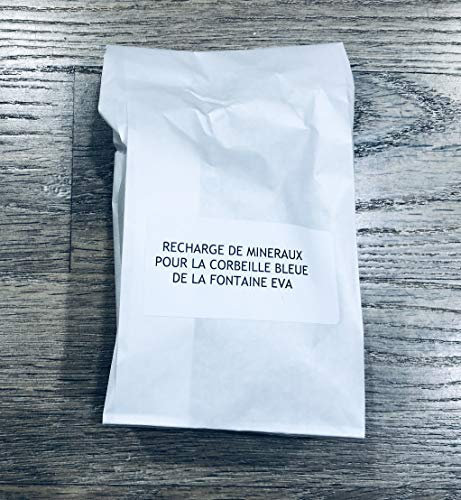 RECHARGE DE MINERAUX
POUR LA CORBEILLE BLEUE
DE LA FONTAINE EVA